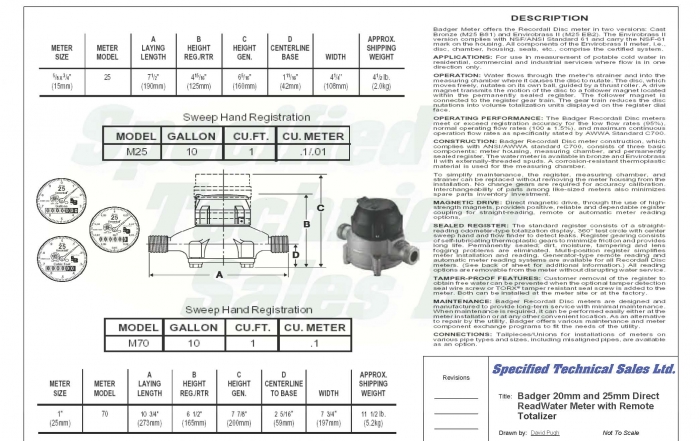 METER SIZE METER MODEL A LAYING LENGTH B HEIGHT REG./RTR C HEIGHT GEN. D CENTERLINE BASE WIDTH APPROX. SHIPPING WEIGHT
25 4½ lb.
(15mm) (190mm) (125mm) (160mm) (42mm) (108mm) (2.0kg)
Sweep Hand Registration
MODEL GALLON CU.FT. CU. METER
M25 10 1 .1/.01
25
25
25
A
B
C
D
Sweep Hand Registration
MODEL GALLON CU.FT. CU. METER
M70 10 1 .1
METER SIZE METER MODEL A LAYING LENGTH B HEIGHT REG./RTR C HEIGHT GEN. D CENTERLINE TO BASE WIDTH APPROX. SHIPPING WEIGHT
1" 70 10 3/4" 6 1/2" 7 7/8" 2 5/16" 7 3/4" 11 1/2 lb.
(25mm) (273mm) (165mm) (200mm) (59mm) (197mm) (5.2kg)
DESCRIPTION
Badger Meter offers the Recordall Disc meter in two versions: Cast
Bronze (M25 B81) and Envirobrass II (M25 EB2). The Envirobrass II
version complies with NSF/ANSI Standard 61 and carry the NSF-61
mark on the housing. All components of the Envirobrass II meter, i.e.,
disc, chamber, housing, seals, etc., comprise the certified system.
APPLICATIONS: For use in measurement of potable cold water in
residential, commercial and industrial services where flow is in one
direction only.
OPERATION: Water flows through the meter's strainer and into the
measuring chamber where it causes the disc to nutate. The disc, which
moves freely, nutates on its own ball, guided by a thrust roller. A drive
magnet transmits the motion of the disc to a follower magnet located
within the permanently sealed register. The follower magnet is
connected to the register gear train. The gear train reduces the disc
nutations into volume totalization units displayed on the register dial
face.
OPERATING PERFORMANCE: The Badger Recordall Disc meters
meet or exceed registration accuracy for the low flow rates (95%),
normal operating flow rates (100 ± 1.5%), and maximum continuous
operation flow rates as specifically stated by AWWA Standard C700.
CONSTRUCTION: Badger Recordall Disc meter construction, which
complies with ANSI/AWWA standard C700, consists of three basic
components: meter housing, measuring chamber, and permanently
sealed register. The water meter is available in bronze and Envirobrass
II with externally-threaded spuds. A corrosion-resistant thermoplastic
material is used for the measuring chamber.
To simplify maintenance, the register, measuring chamber, and
strainer can be replaced without removing the meter housing from the
installation. No change gears are required for accuracy calibration.
Interchangeability of parts among like-sized meters also minimizes
spare parts inventory investment.
MAGNETIC DRIVE: Direct magnetic drive, through the use of high-
strength magnets, provides positive, reliable and dependable register
coupling for straight-reading, remote or automatic meter reading
options.
SEALED REGISTER: The standard register consists of a straight-
reading odometer-type totalization display, 360° test circle with center
sweep hand and flow finder to detect leaks. Register gearing consists
of self-lubricating thermoplastic gears to minimize friction and provides
long life. Permanently sealed; dirt, moisture, tampering and lens
fogging problems are eliminated. Multi-position register simplifies
meter installation and reading. Generator-type remote reading and
automatic meter reading systems are available for all Recordall Disc
meters. (See back of sheet for additional information.) All reading
options are removable from the meter without disrupting water service.
TAMPER-PROOF FEATURES: Customer removal of the register to
obtain free water can be prevented when the optional tamper detection
seal wire screw or TORX® tamper resistant seal screw is added to the
meter. Both can be installed at the meter site or at the factory.
MAINTENANCE: Badger Recordall Disc meters are designed and
manufactured to provide long-term service with minimal maintenance.
When maintenance is required, it can be performed easily either at the
meter installation or at any other convenient location. As an alternative
to repair by the utility, Badger offers various maintenance and meter
component exchange programs to fit the needs of the utility.
CONNECTIONS: Tailpieces/Unions for installations of meters on
various pipe types and sizes, including misaligned pipes, are available
as an option.
Revisions
Specified Technical Sales Ltd.
Title: Badger 20mm and 25mm Direct
ReadWater Meter with Remote
Totalizer
Drawn by: David Pugh Not To Scale